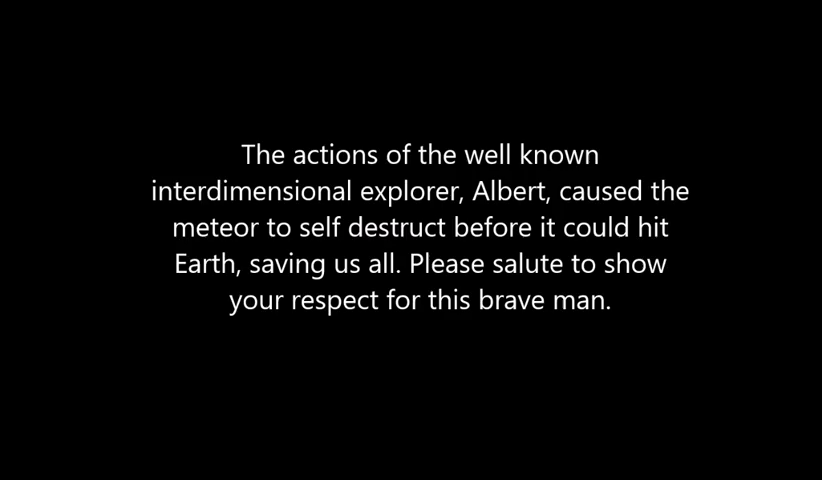 The actions of the well known
interdimensional explorer, Albert, caused the
meteor to self destruct before it could hit
Earth, saving us all. Please salute to show
your respect for this brave man.